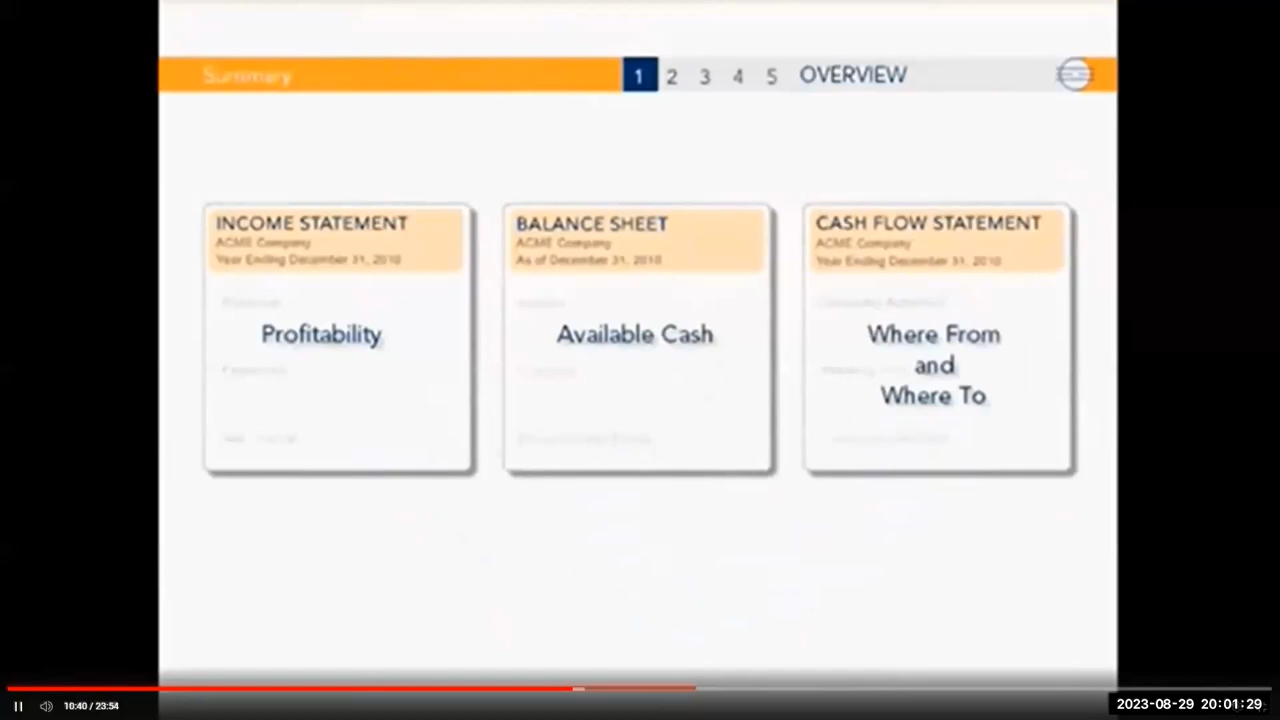 Summary
1 2 3 4 5 OVERVIEW
INCOME STATEMENT
ACME Company
Year Ending December 31, 2010
Profitability
BALANCE SHEET
ACME Company
As of December 31, 2010
Available Cash
CASH FLOW STATEMENT
ACME Company
Year Ending December 31, 2010
Where From
and
Where To
10:40 / 23:54
2023-08-29 20:01:29